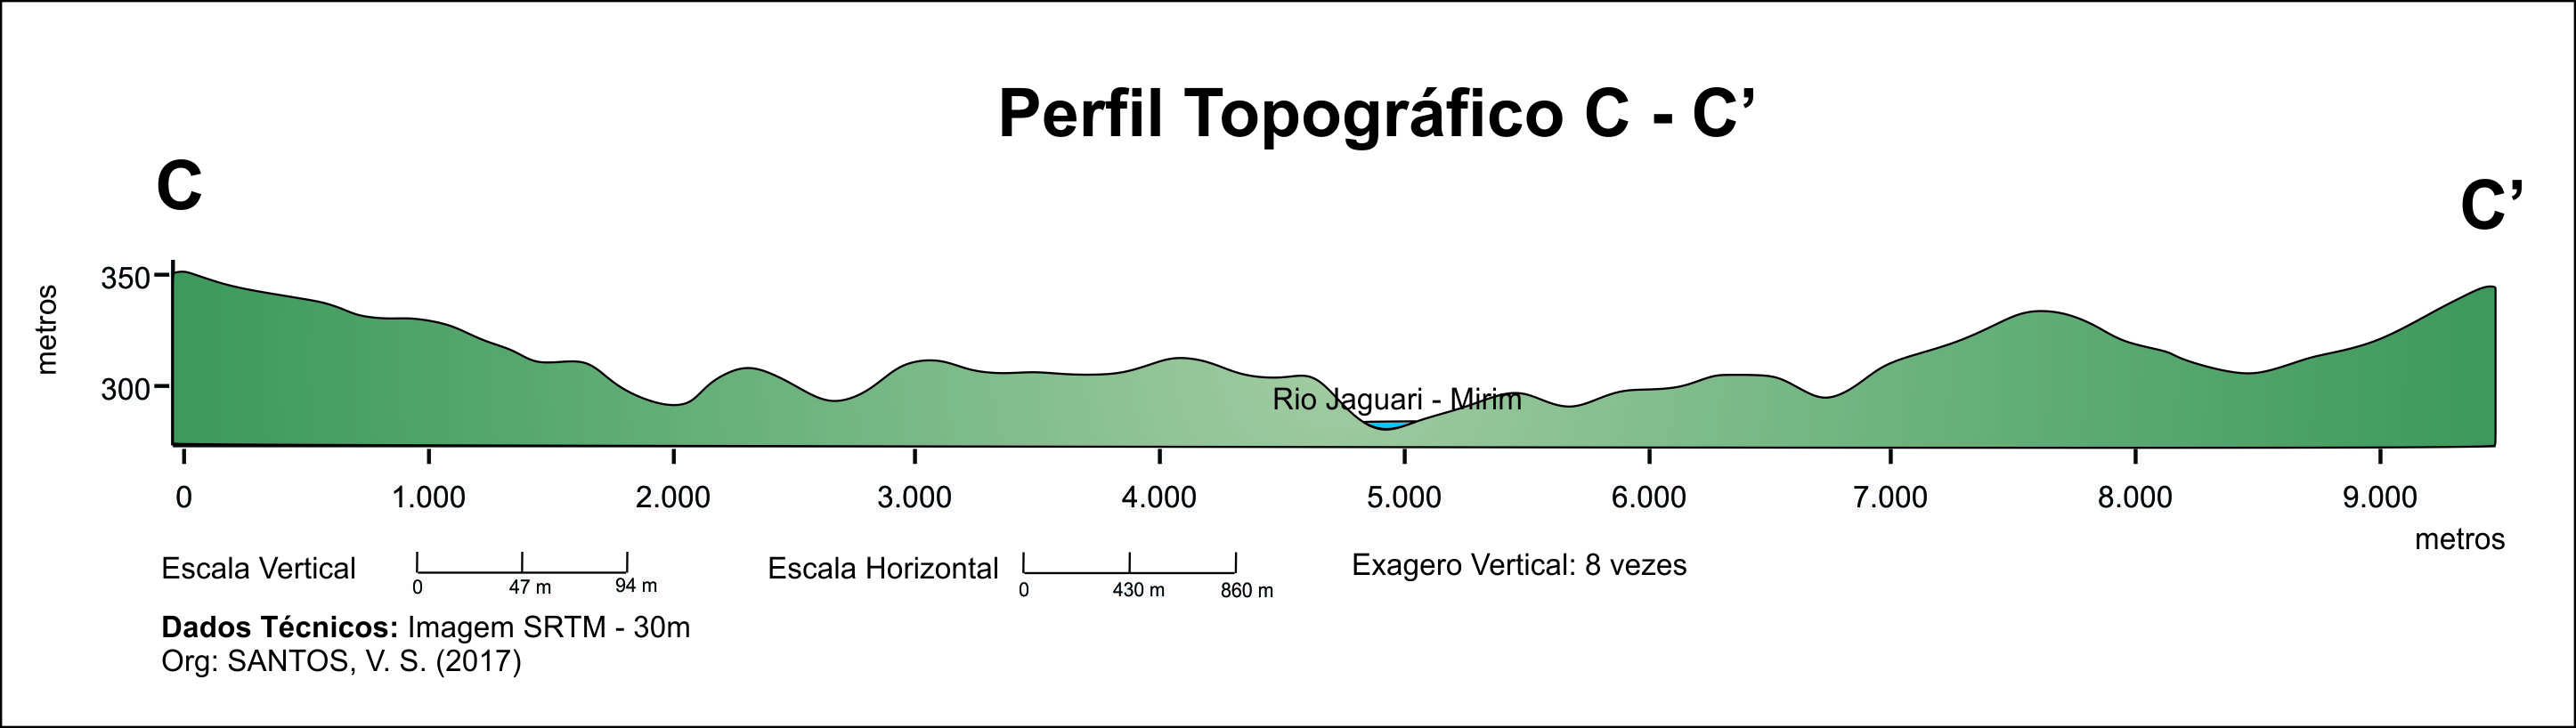 Perfil Topográfico C - C’
C
C’
metros
350
300
Rio Jaguari - Mirim
0 1.000 2.000 3.000 4.000 5.000 6.000 7.000 8.000 9.000
metros
Escala Vertical
0 47 m 94 m
Escala Horizontal
0 430 m 860 m
Exagero Vertical: 8 vezes
Dados Técnicos: Imagem SRTM - 30m
Org: SANTOS, V. S. (2017)